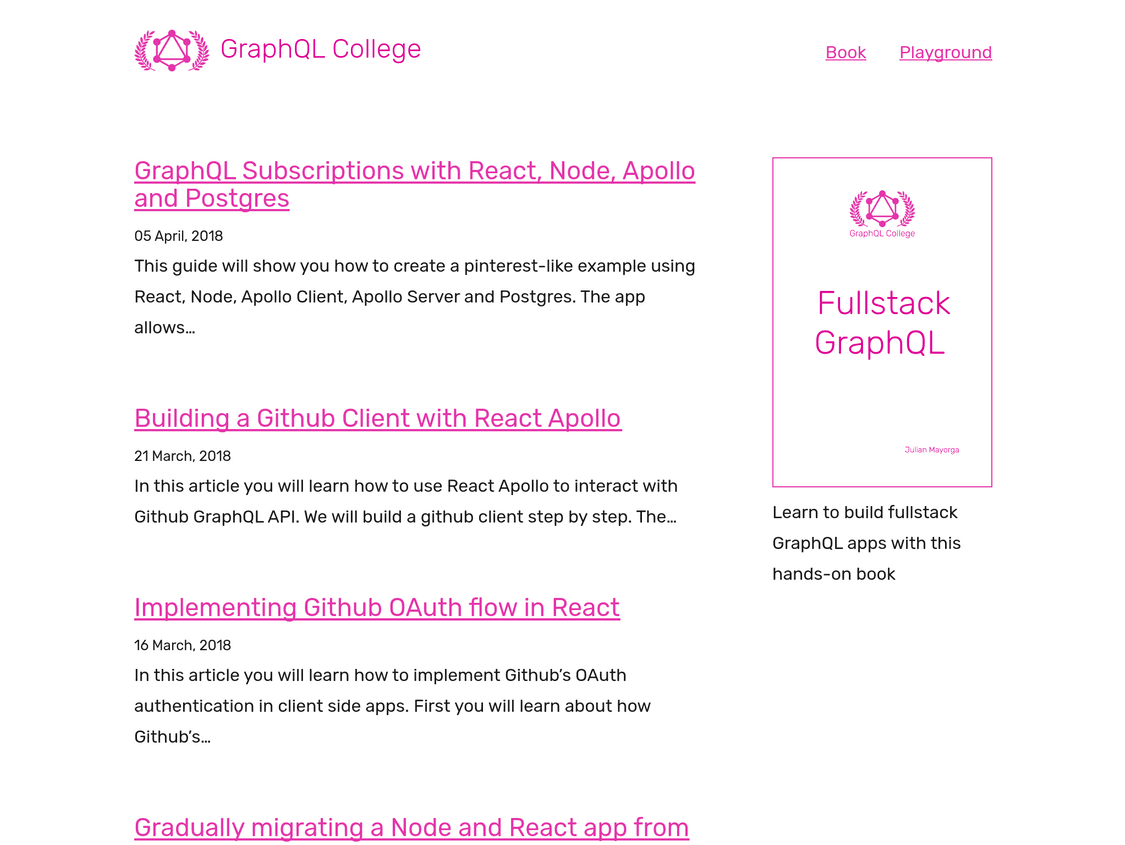 GraphQL College
Book
Playground
GraphQL Subscriptions with React, Node, Apollo
and Postgres
05 April, 2018
This guide will show you how to create a pinterest-like example using
React, Node, Apollo Client, Apollo Server and Postgres. The app
allows…
Building a Github Client with React Apollo
21 March, 2018
In this article you will learn how to use React Apollo to interact with
Github GraphQL API. We will build a github client step by step. The…
Implementing Github OAuth flow in React
16 March, 2018
In this article you will learn how to implement Github’s OAuth
authentication in client side apps. First you will learn about how
Github’s…
Gradually migrating a Node and React app from
GraphQL College
Fullstack
GraphQL
Julian Mayorga
Learn to build fullstack
GraphQL apps with this
hands-on book